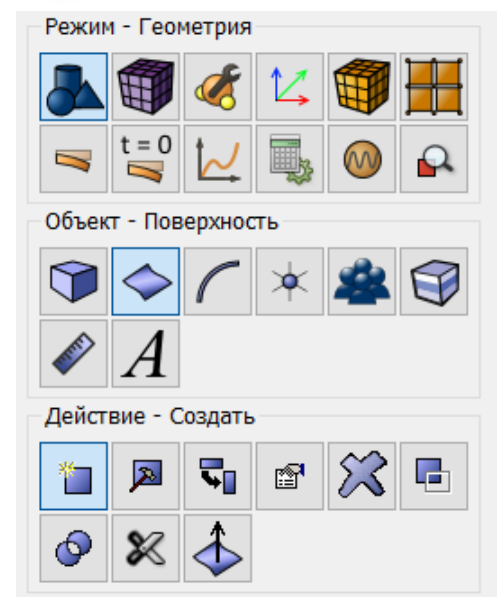 Режим - Геометрия
t = 0
Объект - Поверхность
A
Действие - Создать